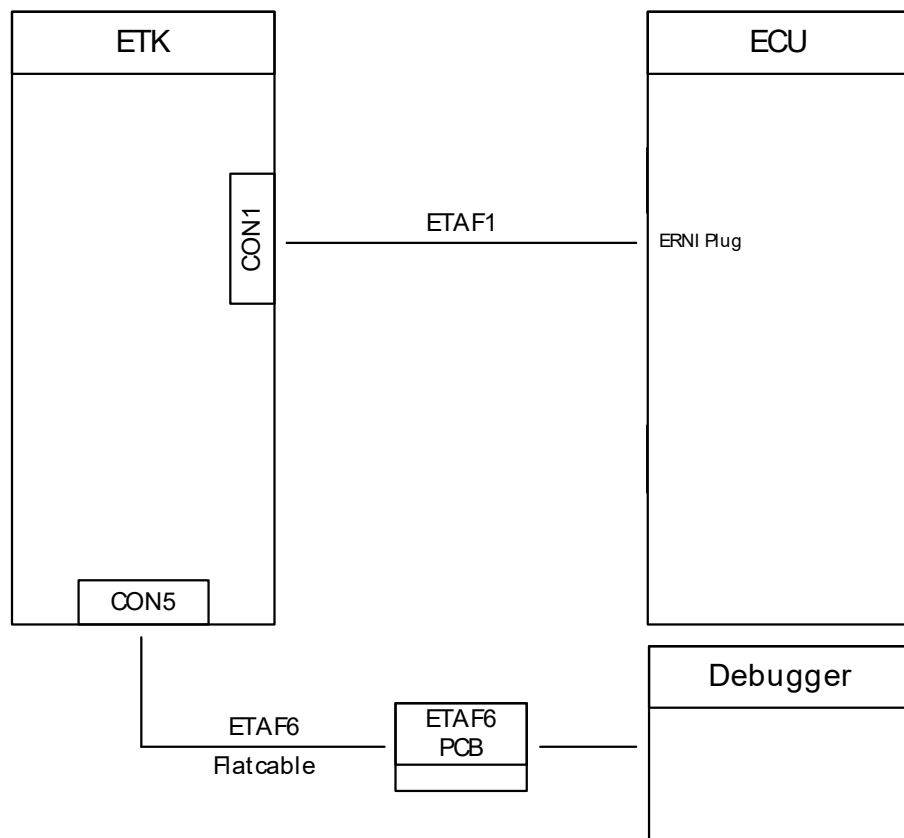 ETK
ECU
CON1
ETAF1
ERNI Plug
CON5
Debugger
ETAF6
Flatcable
ETAF6
PCB